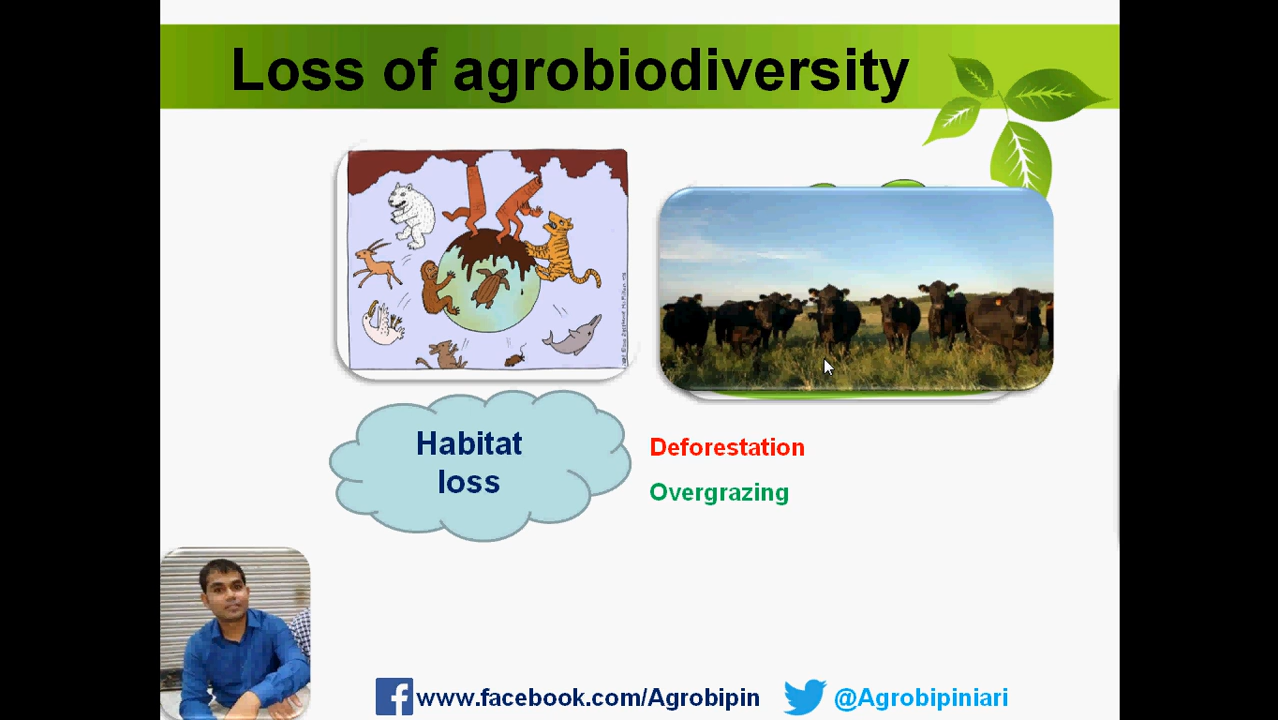 Loss of agrobiodiversity
Habitat
loss
Deforestation
Overgrazing
www.facebook.com/Agrobipin
@Agrobipiniari